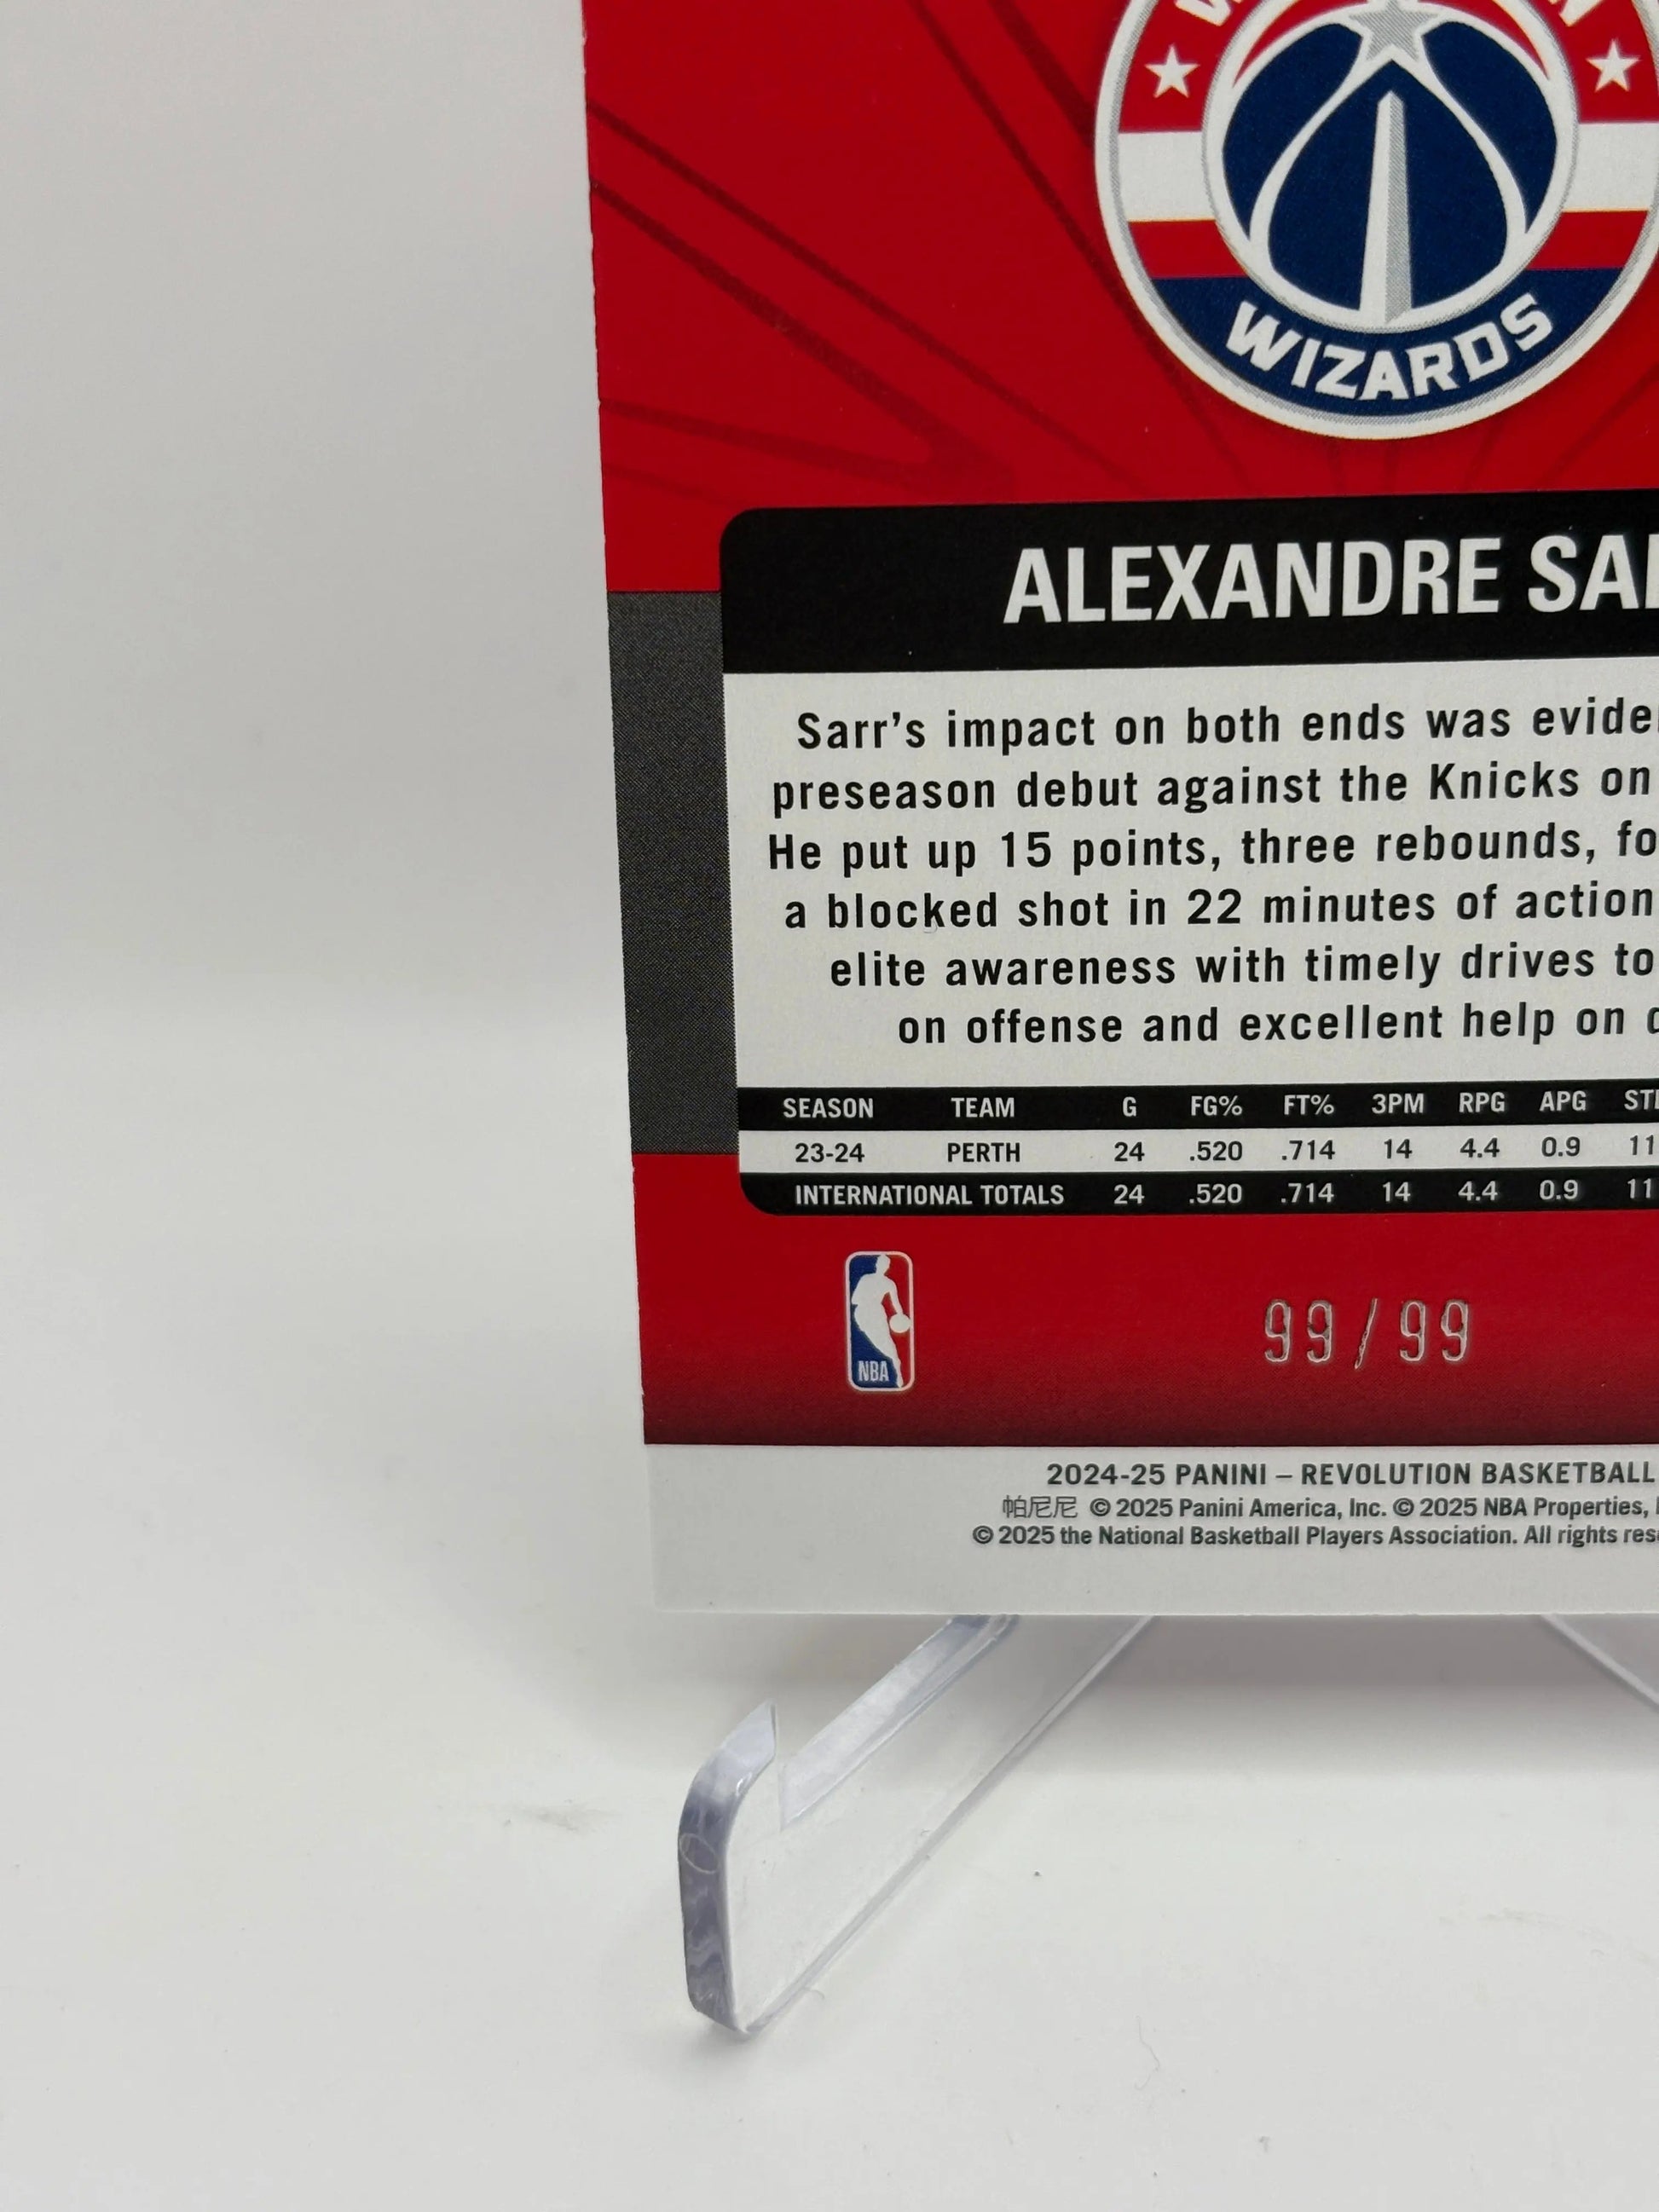 WIZARDS
ALEXANDRE
Sarr's impact on both ends was
preseason debut against the Knicks on
He put up 15 points, three rebounds,
a blocked shot in 22 minutes of action
elite awareness with timely drives to
on offense and excellent help on
SEASON TEAM G FG% FT% 3PM RPG APG
23-24 PERTH 24 .520 .714 14 4.4 0.9 11
INTERNATIONAL TOTALS 24 .520 .714 14 4.4 0.9 11
NBA
99/99
2024-25 PANINI – REVOLUTION BASKETBALL
帕尼尼 © 2025 Panini America, Inc. © 2025 NBA Properties,
© 2025 the National Basketball Players Association. All rights